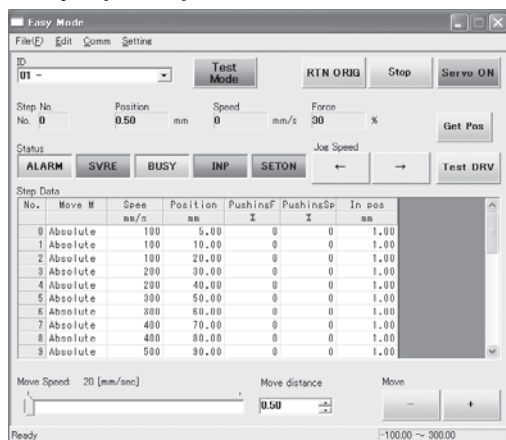 Easy Mode
File(F) Edit Comm Setting
ID
01 -
Test Mode
RTN ORIG Stop Servo ON
Step No. Position Speed Force
No. 0 0.50 mm 0 mm/s 30 %
Get Pos
Status Jog Speed
ALARM SVRE BUSY INP SETON ← → Test DRV
Step Data
No. Move M Spee Position PushingF PushingSp In pos
mm/s mm % % mm
0 Absolute 100 5.00 0 0 1.00
1 Absolute 100 10.00 0 0 1.00
2 Absolute 100 20.00 0 0 1.00
3 Absolute 200 30.00 0 0 1.00
4 Absolute 200 40.00 0 0 1.00
5 Absolute 300 50.00 0 0 1.00
6 Absolute 300 60.00 0 0 1.00
7 Absolute 400 70.00 0 0 1.00
8 Absolute 400 80.00 0 0 1.00
9 Absolute 500 90.00 0 0 1.00
Move Speed 20 [mm/sec] Move distance Move
0.50 - +
Ready -100.00 ~ 300.00